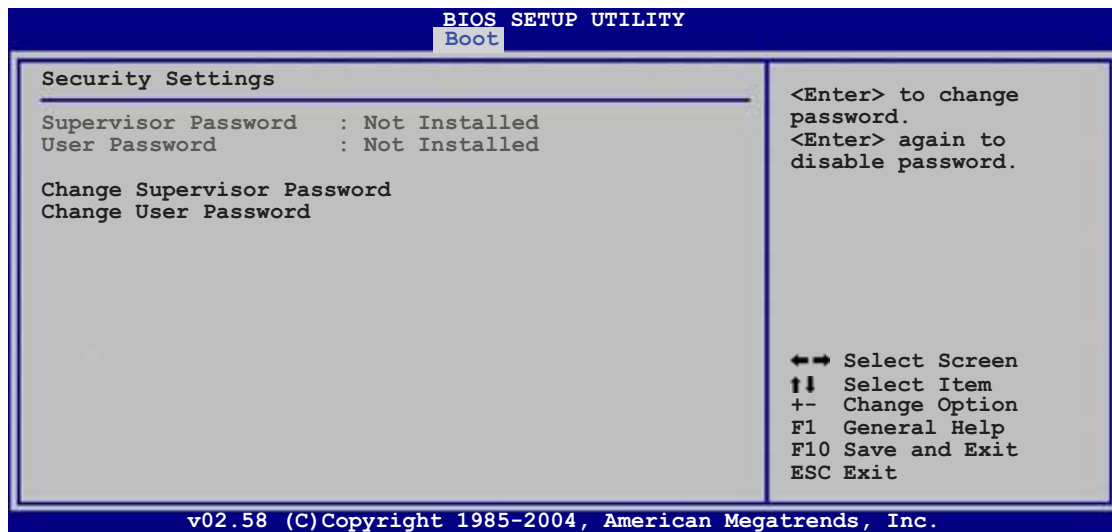 BIOS SETUP UTILITY
Boot
Security Settings
Supervisor Password : Not Installed
User Password : Not Installed
Change Supervisor Password
Change User Password
<Enter> to change
password.
<Enter> again to
disable password.
←→ Select Screen
↑↓ Select Item
+- Change Option
F1 General Help
F10 Save and Exit
ESC Exit
v02.58 (C)Copyright 1985-2004, American Megatrends, Inc.